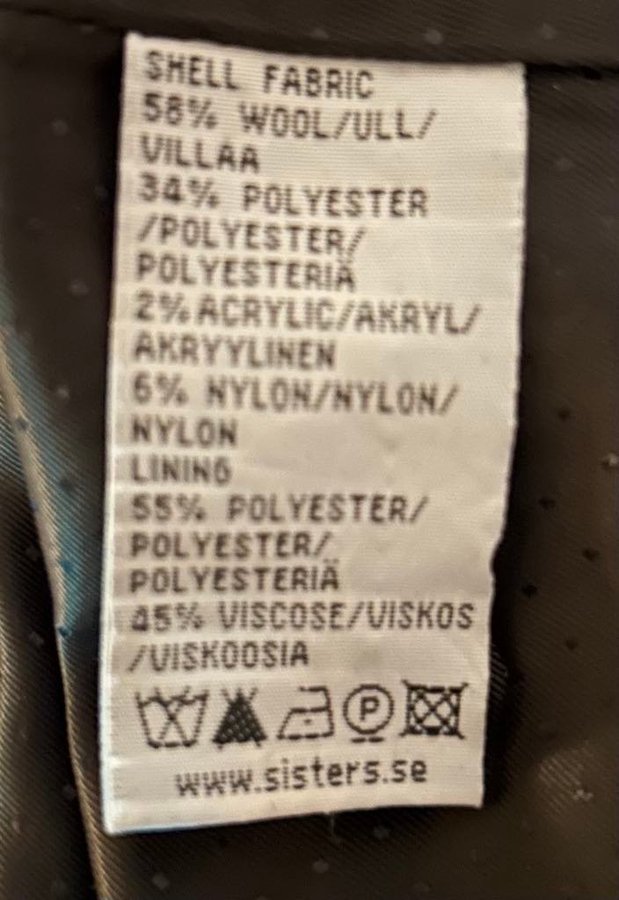 SHELL FABRIC
58% WOOL/ULL/
VILLAA
34% POLYESTER
/POLYESTER/
POLYESTERIÄ
2% ACRYLIC/AKRYL/
AKRYYLINEN
6% NYLON/NYLON/
NYLON
LINING
55% POLYESTER/
POLYESTER/
POLYESTERIÄ
45% VISCOSE/VISKOS
/VISKOOSIA
P
www.sisters.se